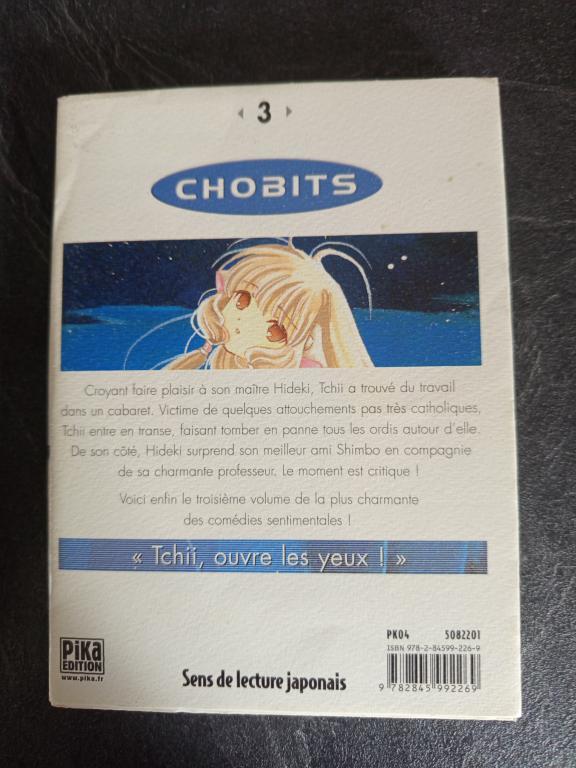 3
CHOBITS
Croyant faire plaisir à son maître Hideki, Tchii a trouvé du travail
dans un cabaret. Victime de quelques attouchements pas très catholiques,
Tchii entre en transe, faisant tomber en panne tous les ordis autour d'elle.
De son côté, Hideki surprend son meilleur ami Shimbo en compagnie
de sa charmante professeur. Le moment est critique !
Voici enfin le troisième volume de la plus charmante
des comédies sentimentales !
« Tchii, ouvre les yeux ! »
PK04 5082201
ISBN 978-2-84599-226-9
9 782845 992269
PiKA
EDITION
www.pika.fr
Sens de lecture japonais